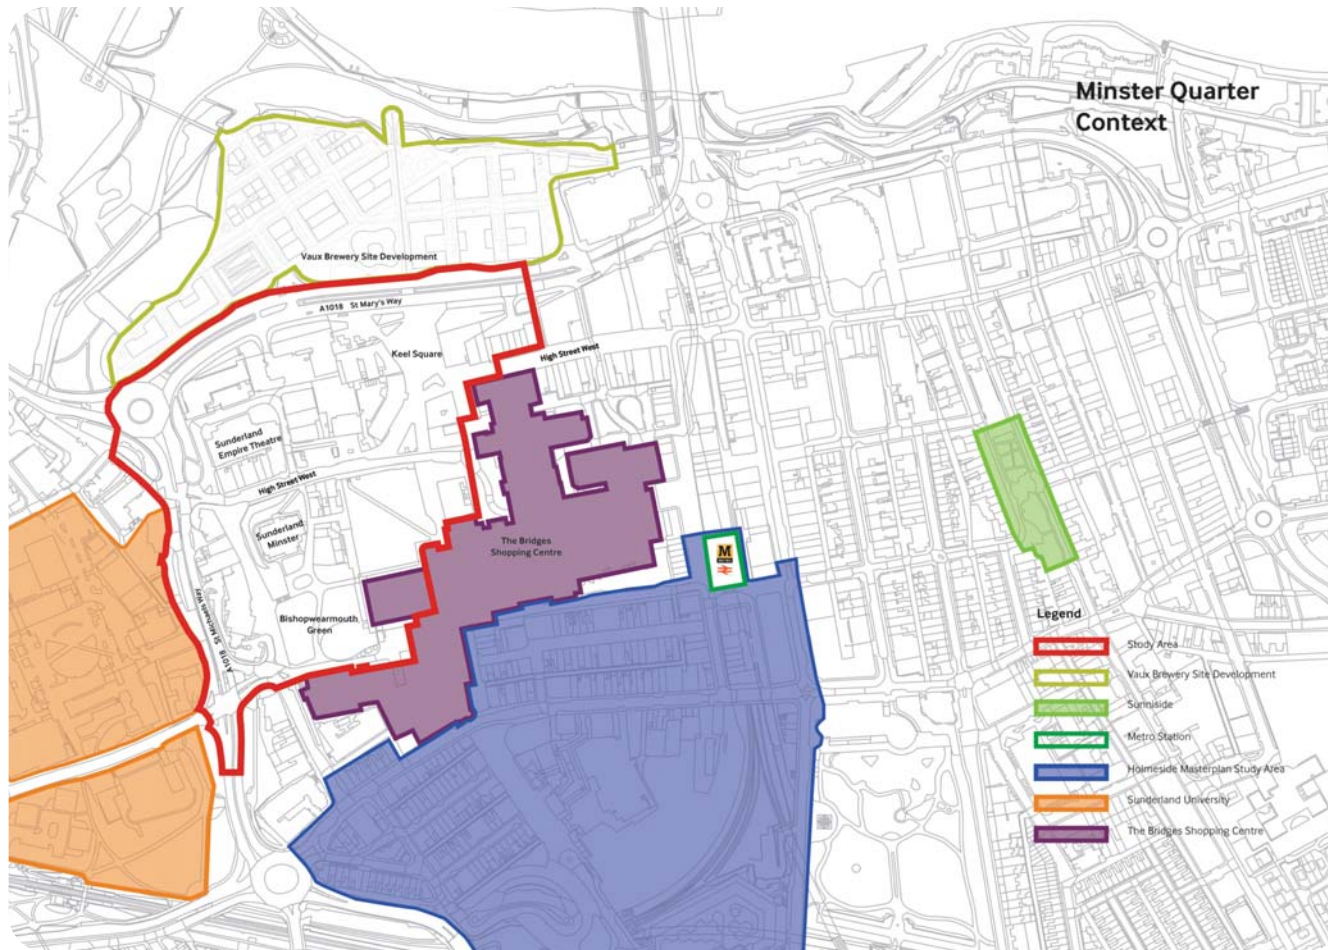 Minster Quarter
Context
Vaux Brewery Site Development
A1018 St Mary's Way
Keel Square
High Street West
Sunderland
Empire Theatre
High Street West
Sunderland
Minster
The Bridges
Shopping Centre
M
Bishopwearmouth
Green
A1018 St Michaels Way
Legend
Study Area
Vaux Brewery Site Development
Sunniside
Metro Station
Holmeside Masterplan Study Area
Sunderland University
The Bridges Shopping Centre